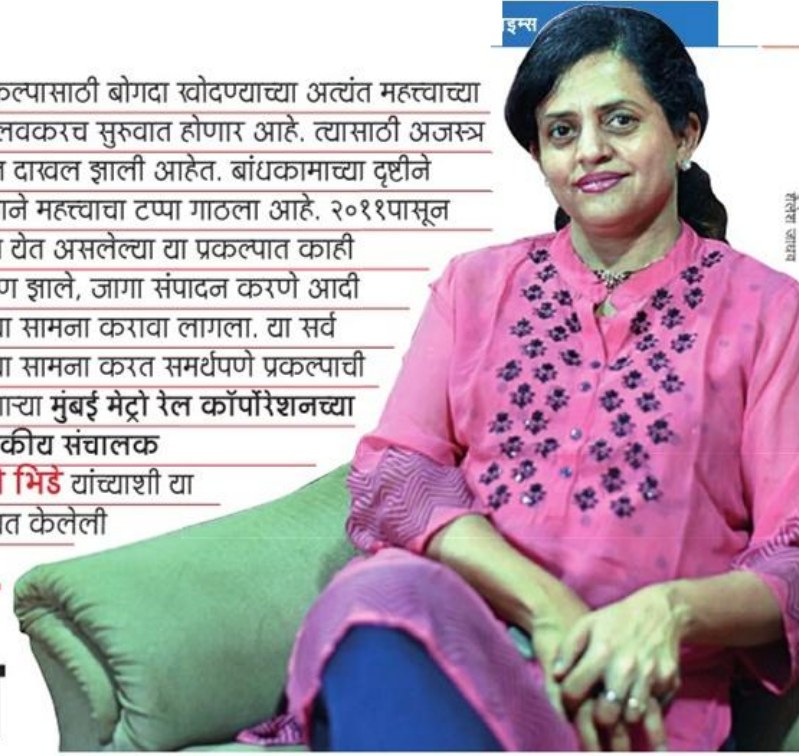 इम्स
कल्पासाठी बोगदा खोदण्याच्या अत्यंत महत्त्वाच्या
लवकरच सुरुवात होणार आहे. त्यासाठी अजस्त्र
दाखल झाली आहेत. बांधकामाच्या दृष्टीने
ाने महत्त्वाचा टप्पा गाठला आहे. २०११पासून
येत असलेल्या या प्रकल्पात काही
ण झाले, जागा संपादन करणे आदी
ा सामना करावा लागला. या सर्व
ा सामना करत समर्थपणे प्रकल्पाची
ाऱ्या मुंबई मेट्रो रेल कॉर्पोरेशनच्या
कीय संचालक
ी भिडे यांच्याशी या
ात केलेली
शैलेश जाधव